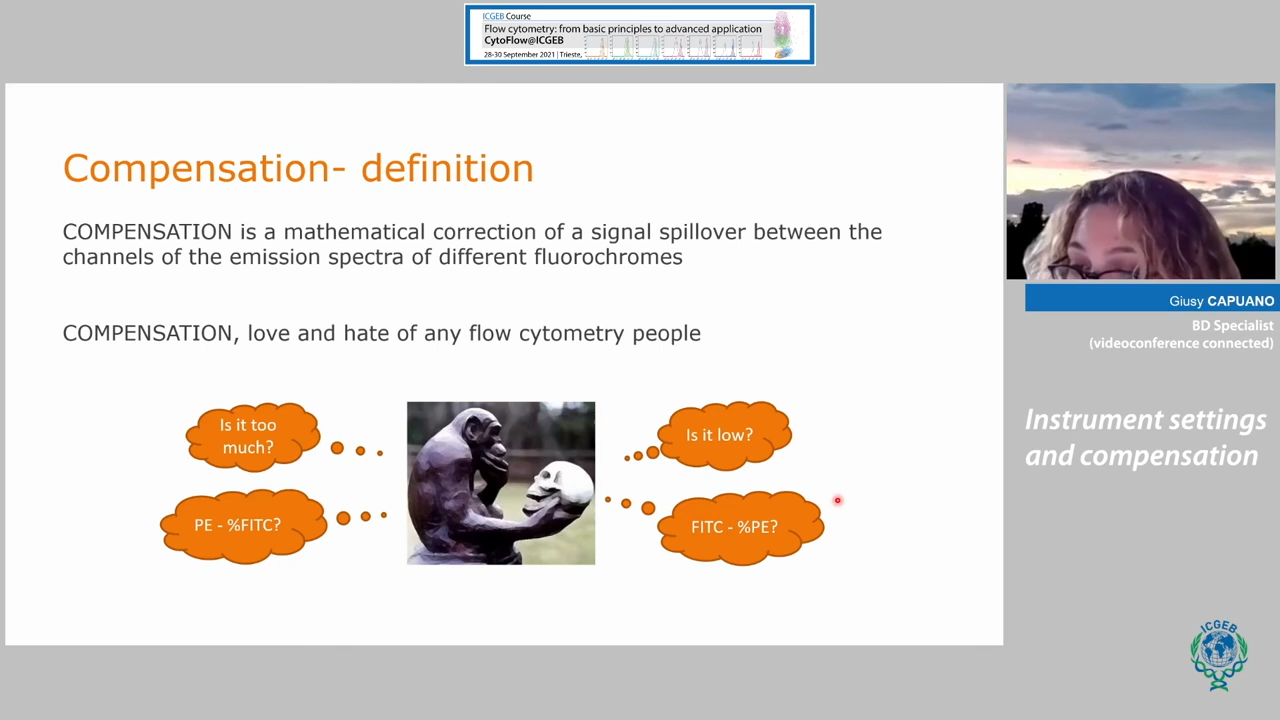 ICGEB Course
Flow cytometry: from basic principles to advanced application
CytoFlow@ICGEB
28-30 September 2021 | Trieste,
Compensation- definition
COMPENSATION is a mathematical correction of a signal spillover between the
channels of the emission spectra of different fluorochromes
COMPENSATION, love and hate of any flow cytometry people
Is it too
much?
Is it low?
PE - %FITC?
FITC - %PE?
Giusy CAPUANO
BD Specialist
(videoconference connected)
Instrument settings
and compensation
ICGEB